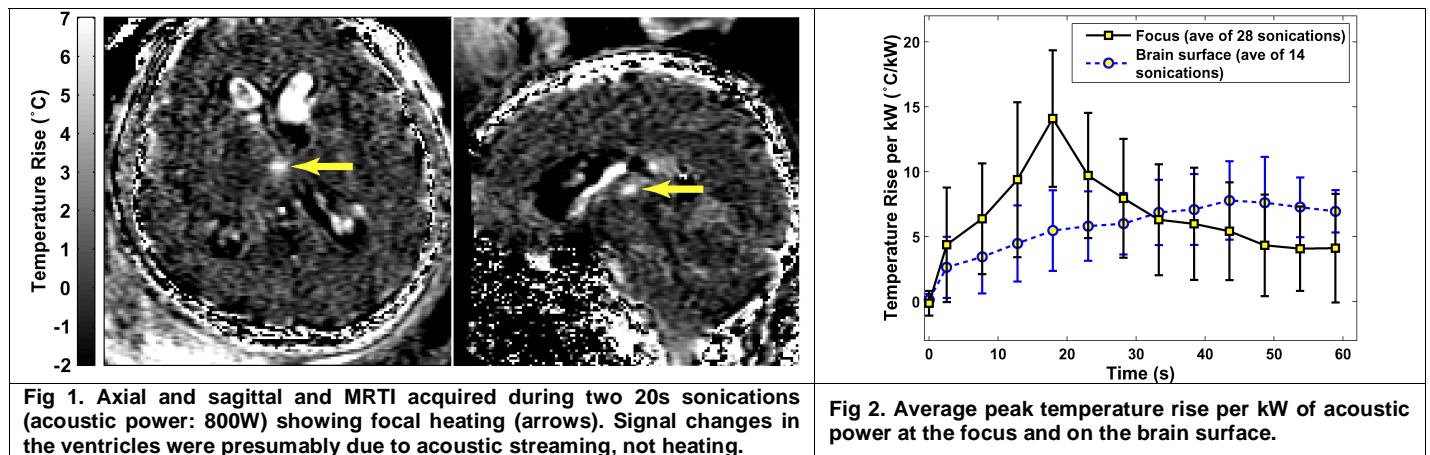 7
6
5
4
3
2
1
0
-1
-2
Temperature Rise (˚C)
Fig 1. Axial and sagittal and MRTI acquired during two 20s sonications
(acoustic power: 800W) showing focal heating (arrows). Signal changes in
the ventricles were presumably due to acoustic streaming, not heating.
Focus (ave of 28 sonications)
Brain surface (ave of 14
sonications)
20
15
10
5
0
Temperature Rise per kW (˚C/kW)
0 10 20 30 40 50 60
Time (s)
Fig 2. Average peak temperature rise per kW of acoustic
power at the focus and on the brain surface.